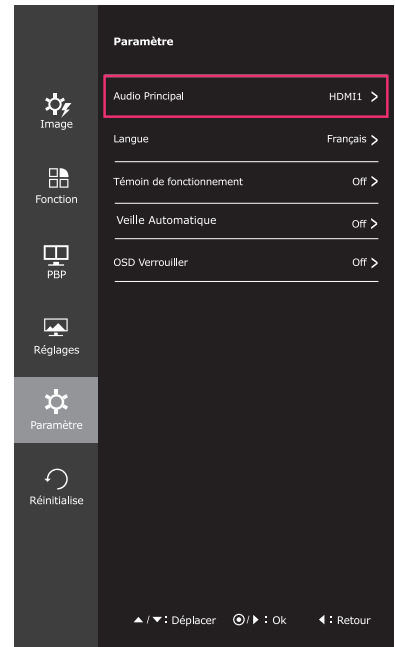 Paramètre
Image
Fonction
PBP
Réglages
Paramètre
Réinitialise
Audio Principal HDMI1 >
Langue Français >
Témoin de fonctionnement Off >
Veille Automatique Off >
OSD Verrouiller Off >
▲ / ▼ : Déplacer ◉ / ▶ : Ok ◀ : Retour